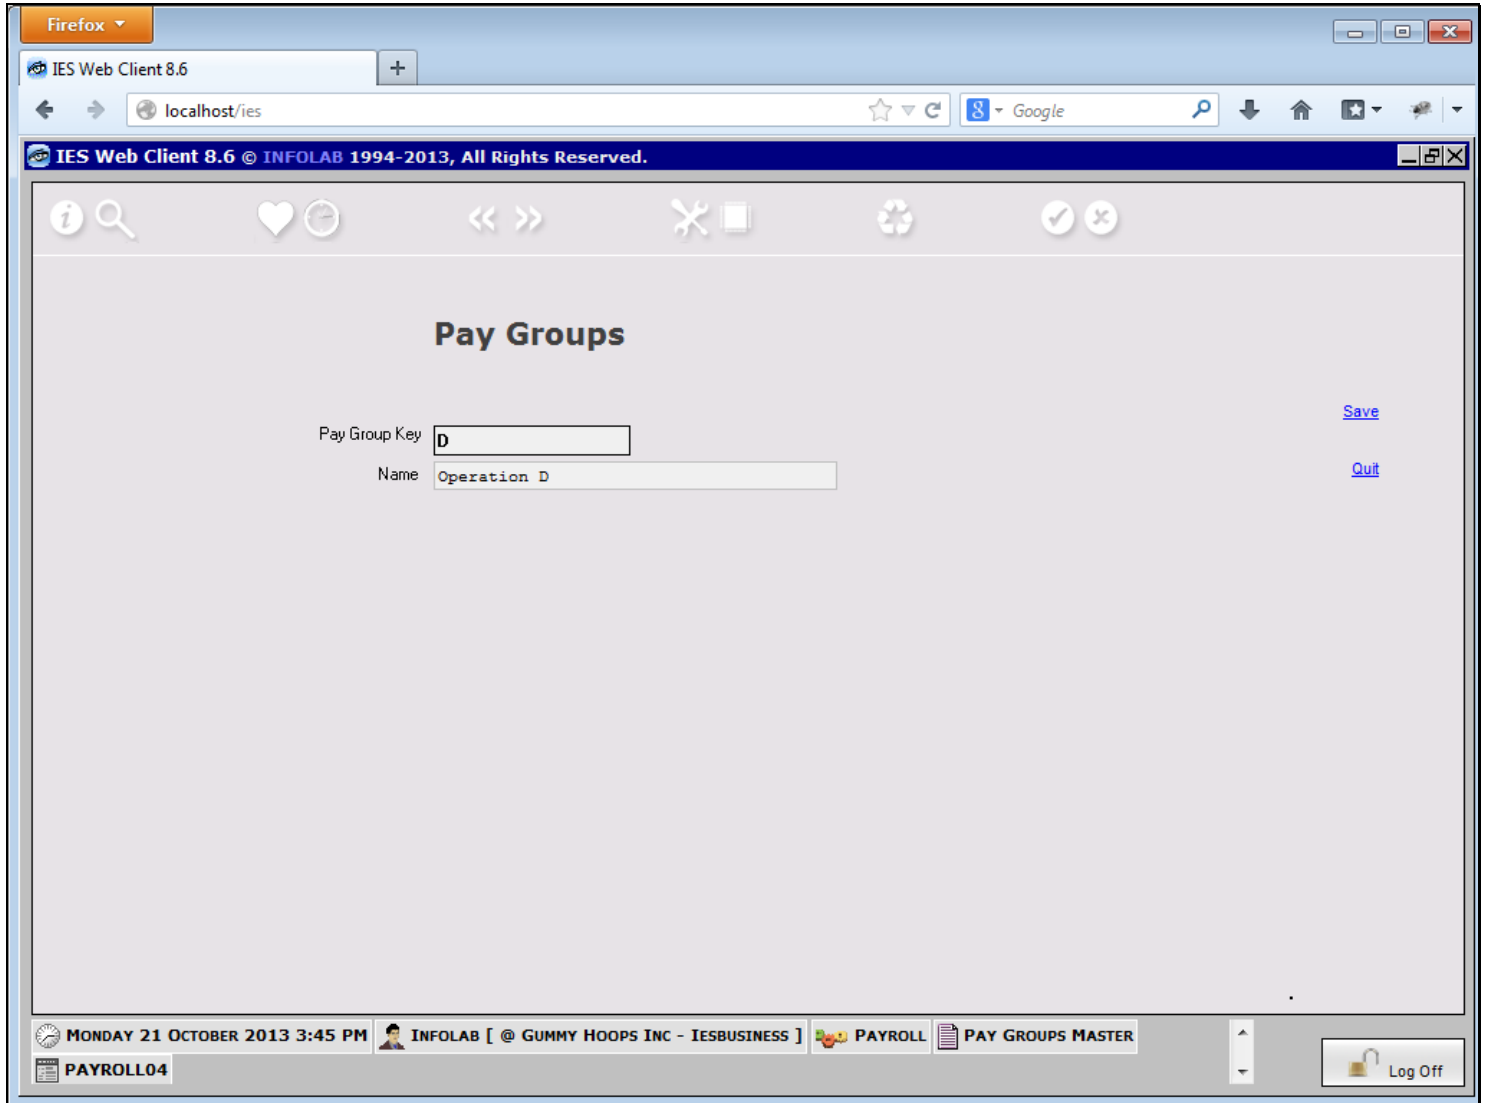 Firefox
IES Web Client 8.6
localhost/ies
Google
IES Web Client 8.6 © INFOLAB 1994-2013, All Rights Reserved.
Pay Groups
Save
Pay Group Key D
Quit
Name Operation D
MONDAY 21 OCTOBER 2013 3:45 PM INFOLAB [ @ GUMMY HOOPS INC - IESBUSINESS ] PAYROLL PAY GROUPS MASTER
PAYROLL04
Log Off